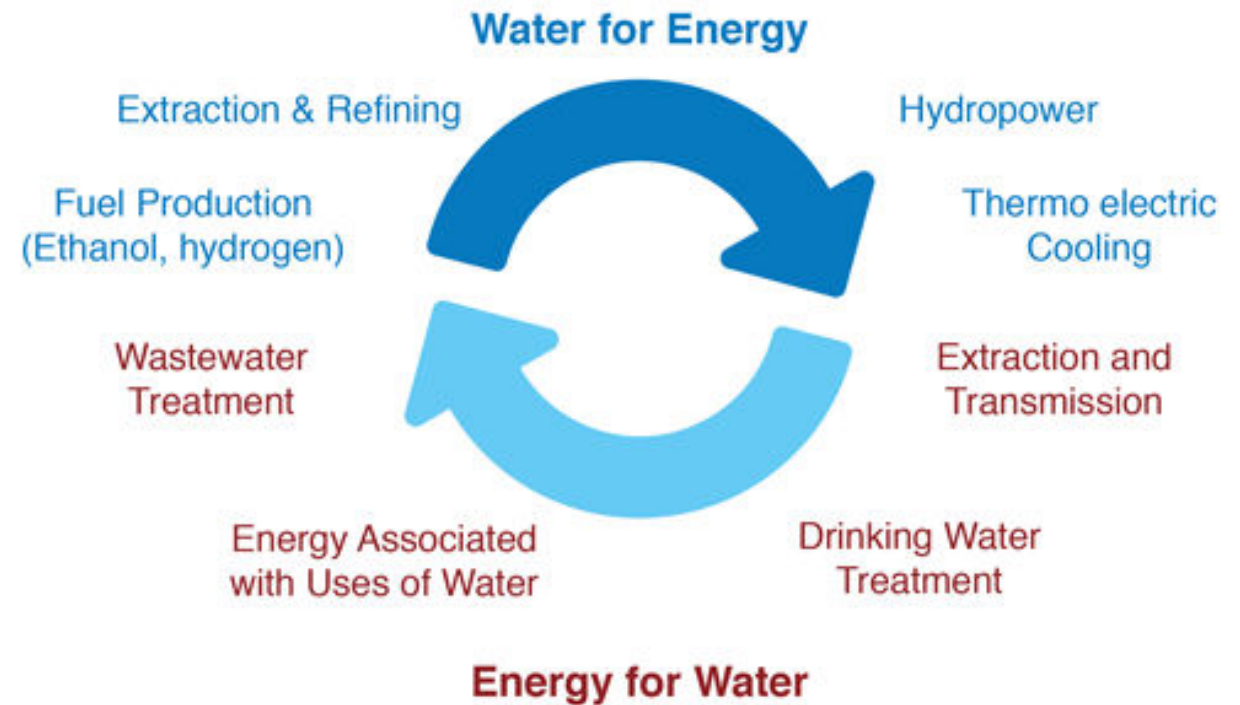 Water for Energy
Extraction & Refining
Hydropower
Fuel Production
(Ethanol, hydrogen)
Thermo electric
Cooling
Wastewater
Treatment
Extraction and
Transmission
Energy Associated
with Uses of Water
Drinking Water
Treatment
Energy for Water